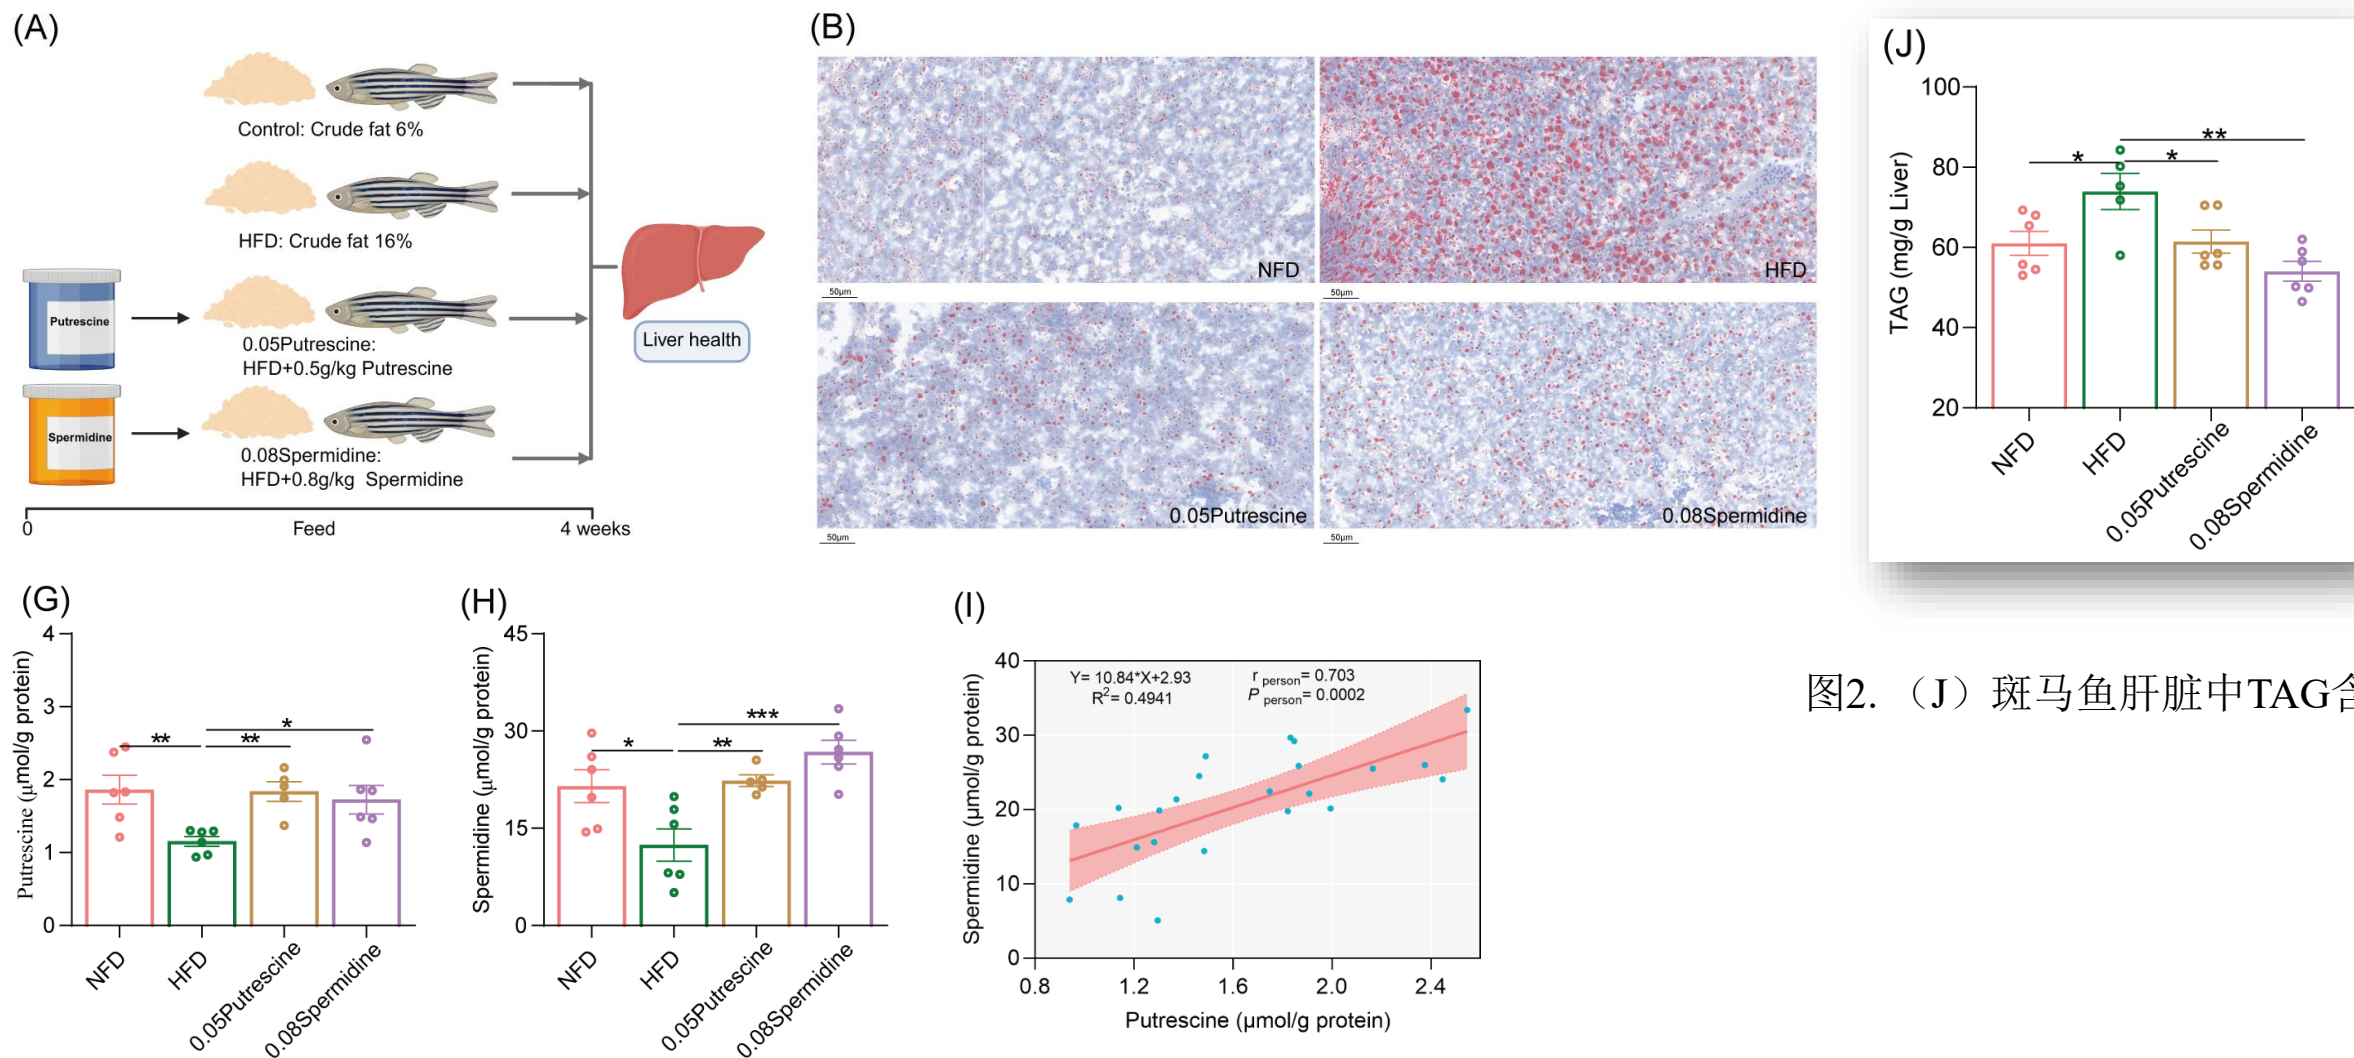 (A)
Control: Crude fat 6%
HFD: Crude fat 16%
Putrescine
0.05Putrescine:
HFD+0.5g/kg Putrescine
Spermidine
0.08Spermidine:
HFD+0.8g/kg Spermidine
Liver health
0
Feed
4 weeks
(B)
NFD
50μm
HFD
50μm
0.05Putrescine
50μm
0.08Spermidine
50μm
(J)
TAG (mg/g Liver)
100
80
60
40
20
*
*
**
NFD
HFD
0.05Putrescine
0.08Spermidine
(G)
Putrescine (μmol/g protein)
4
3
2
1
0
**
**
*
NFD
HFD
0.05Putrescine
0.08Spermidine
(H)
Spermidine (μmol/g protein)
45
30
15
0
*
**
***
NFD
HFD
0.05Putrescine
0.08Spermidine
(I)
Spermidine (μmol/g protein)
40
30
20
10
0
Y= 10.84*X+2.93
R²= 0.4941
r person= 0.703
P person= 0.0002
0.8
1.2
1.6
2.0
2.4
Putrescine (μmol/g protein)
图2. （J）斑马鱼肝脏中TAG含